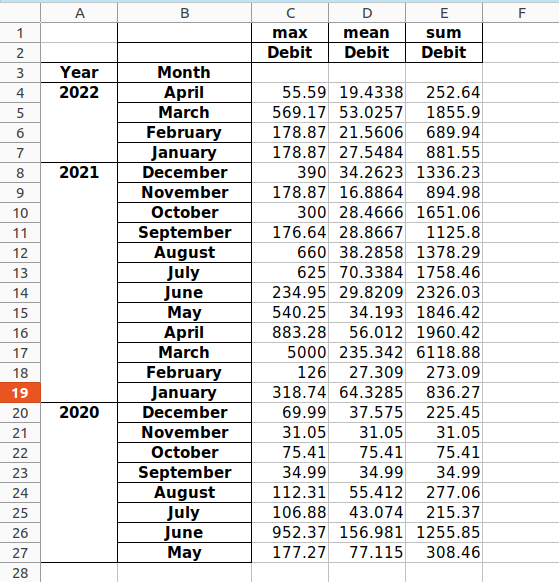 A B C D E F
1 max mean sum
2 Debit Debit Debit
3 Year Month
4 2022 April 55.59 19.4338 252.64
5 March 569.17 53.0257 1855.9
6 February 178.87 21.5606 689.94
7 January 178.87 27.5484 881.55
8 2021 December 390 34.2623 1336.23
9 November 178.87 16.8864 894.98
10 October 300 28.4666 1651.06
11 September 176.64 28.8667 1125.8
12 August 660 38.2858 1378.29
13 July 625 70.3384 1758.46
14 June 234.95 29.8209 2326.03
15 May 540.25 34.193 1846.42
16 April 883.28 56.012 1960.42
17 March 5000 235.342 6118.88
18 February 126 27.309 273.09
19 January 318.74 64.3285 836.27
20 2020 December 69.99 37.575 225.45
21 November 31.05 31.05 31.05
22 October 75.41 75.41 75.41
23 September 34.99 34.99 34.99
24 August 112.31 55.412 277.06
25 July 106.88 43.074 215.37
26 June 952.37 156.981 1255.85
27 May 177.27 77.115 308.46
28